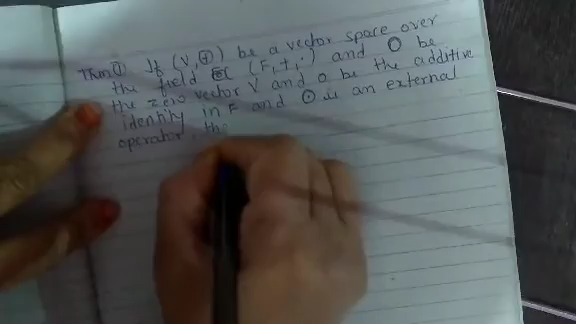 Thm① If (V, ⊕) be a vector space over
the field (F, +, ·) and O be
the zero vector V and o be the additive
identity in F and ⊙ is an external
operator, the